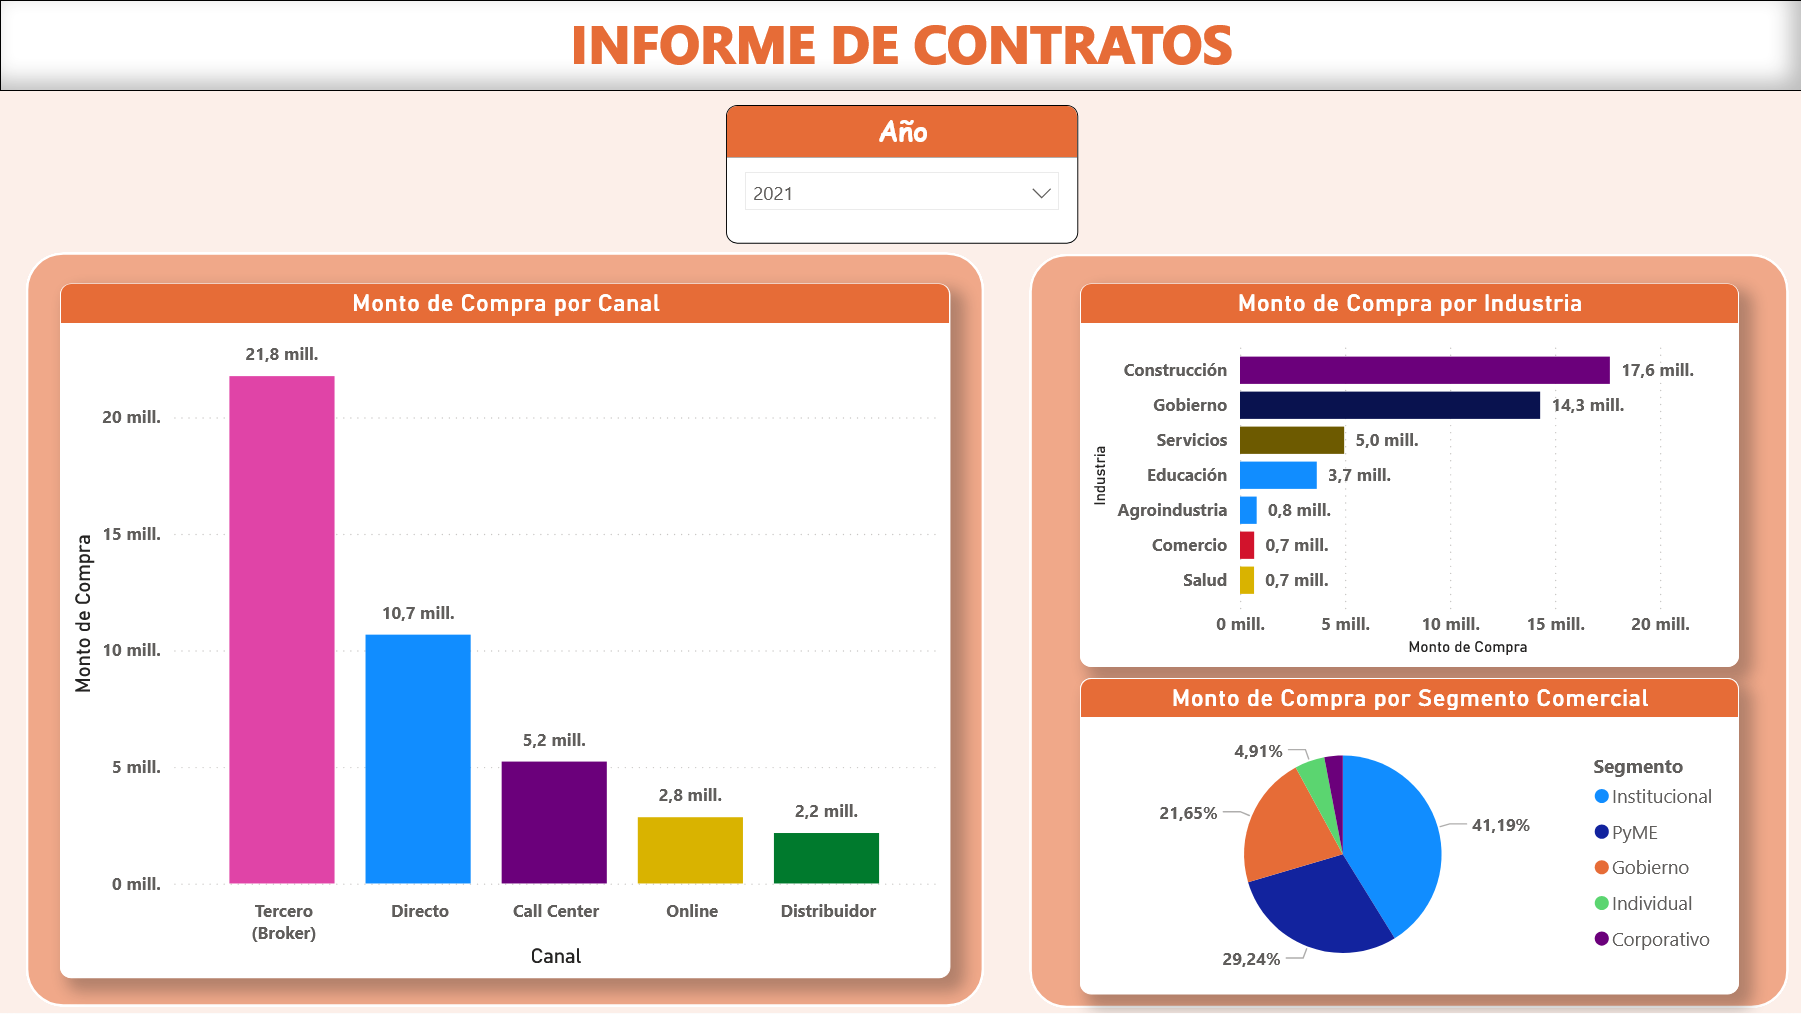 INFORME DE CONTRATOS
Año
2021
Monto de Compra por Canal
Monto de Compra
20 mill.
15 mill.
10 mill.
5 mill.
0 mill.
21,8 mill.
10,7 mill.
5,2 mill.
2,8 mill.
2,2 mill.
Tercero
(Broker)
Directo
Call Center
Online
Distribuidor
Canal
Monto de Compra por Industria
Industria
Construcción 17,6 mill.
Gobierno 14,3 mill.
Servicios 5,0 mill.
Educación 3,7 mill.
Agroindustria 0,8 mill.
Comercio 0,7 mill.
Salud 0,7 mill.
0 mill. 5 mill. 10 mill. 15 mill. 20 mill.
Monto de Compra
Monto de Compra por Segmento Comercial
4,91%
21,65%
41,19%
29,24%
Segmento
Institucional
PyME
Gobierno
Individual
Corporativo